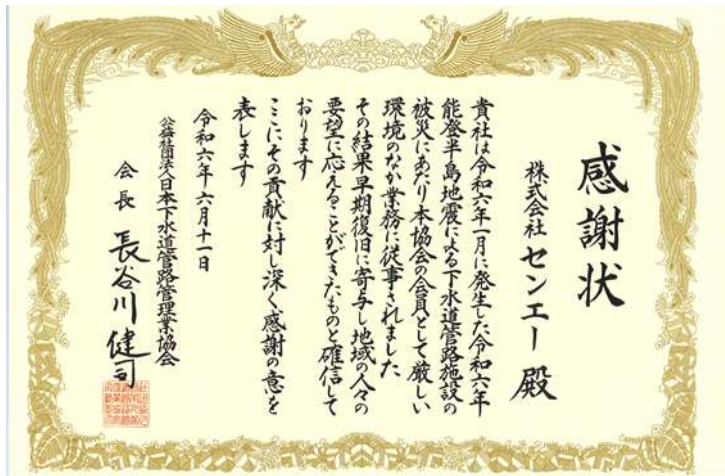 感謝状
株式会社 センエー 殿
貴社は令和六年一月に発生した令和六年
能登半島地震による下水道管路施設の
被災にあたり本協会の会員として厳しい
環境のなか業務に従事されました
その結果早期復旧に寄与し地域の人々の
要望に応えることができたものと確信して
おります
ここにその貢献に対し深く感謝の意を
表します
令和六年六月十一日
公益社団法人日本下水道管路管理業協会
会長 長谷川健司